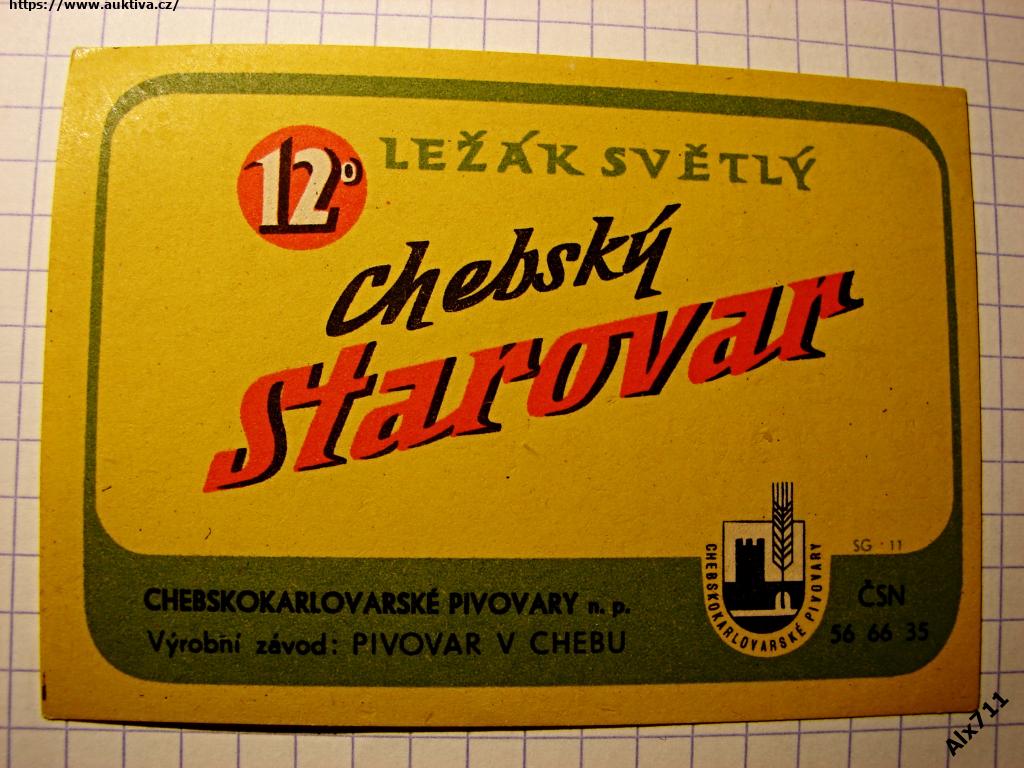 https://www.auktiva.cz/
12°
LEŽÁK SVĚTLÝ
Chebský
Starovar
SG · 11
CHEBSKOKARLOVARSKÉ PIVOVARY n. p.
Výrobní závod: PIVOVAR V CHEBU
CHEBSKOKARLOVARSKÉ PIVOVARY
ČSN
56 66 35
Alx711